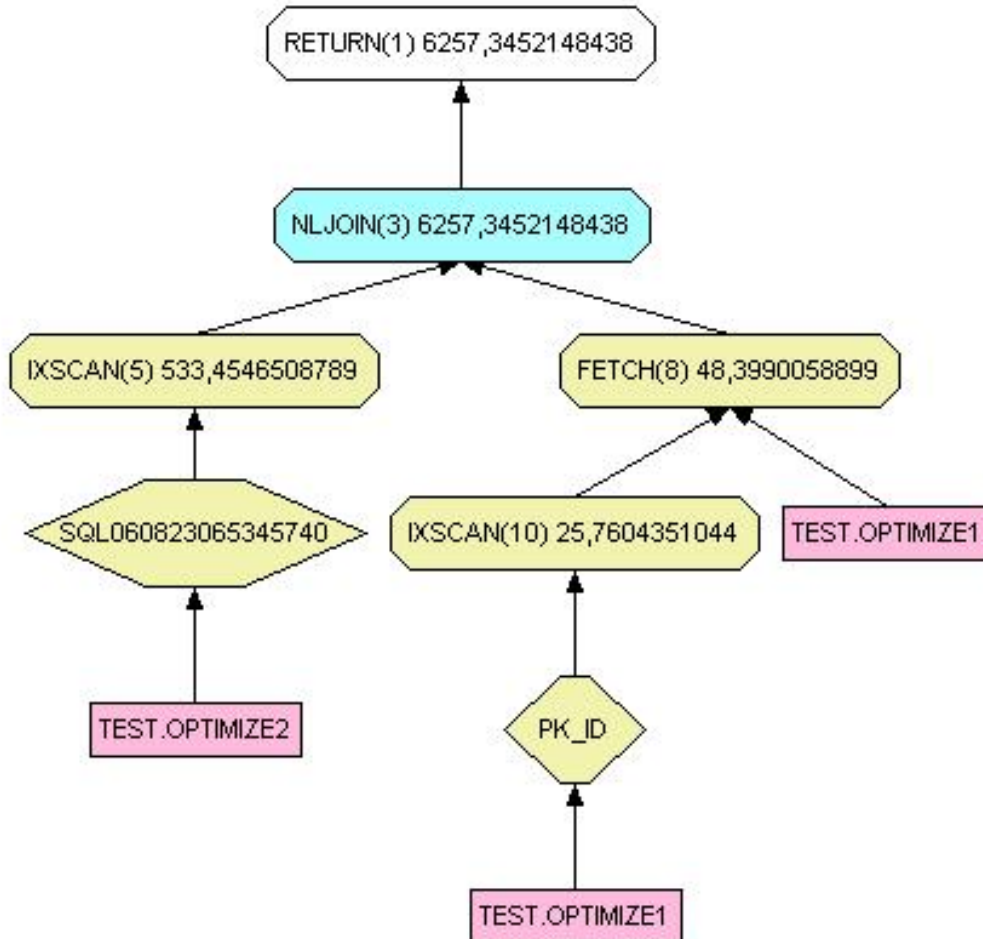 RETURN(1) 6257,3452148438
NLJOIN(3) 6257,3452148438
IXSCAN(5) 533,4546508789
FETCH(8) 48,3990058899
SQL060823065345740
IXSCAN(10) 25,7604351044
TEST.OPTIMIZE1
TEST.OPTIMIZE2
PK_ID
TEST.OPTIMIZE1